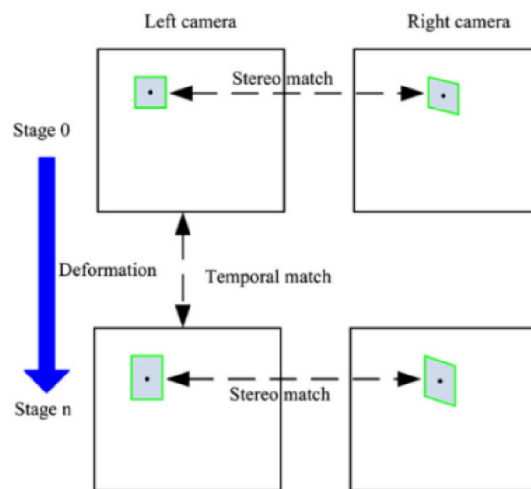 Left camera
Right camera
Stereo match
Stage 0
Deformation
Temporal match
Stereo match
Stage n